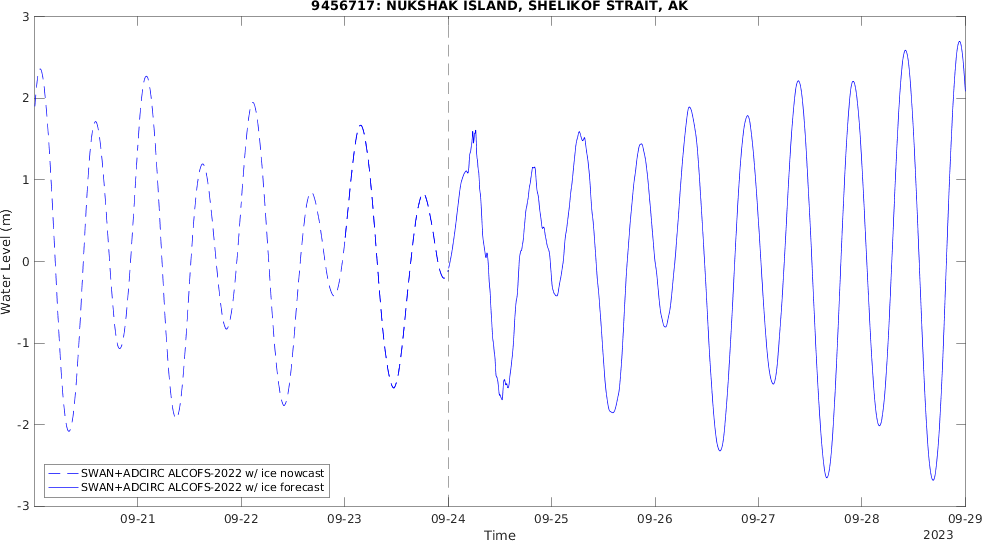 9456717: NUKSHAK ISLAND, SHELIKOF STRAIT, AK
3
2
1
0
-1
-2
-3
Water Level (m)
SWAN+ADCIRC ALCOFS-2022 w/ ice nowcast
SWAN+ADCIRC ALCOFS-2022 w/ ice forecast
09-21 09-22 09-23 09-24 09-25 09-26 09-27 09-28 09-29
Time
2023